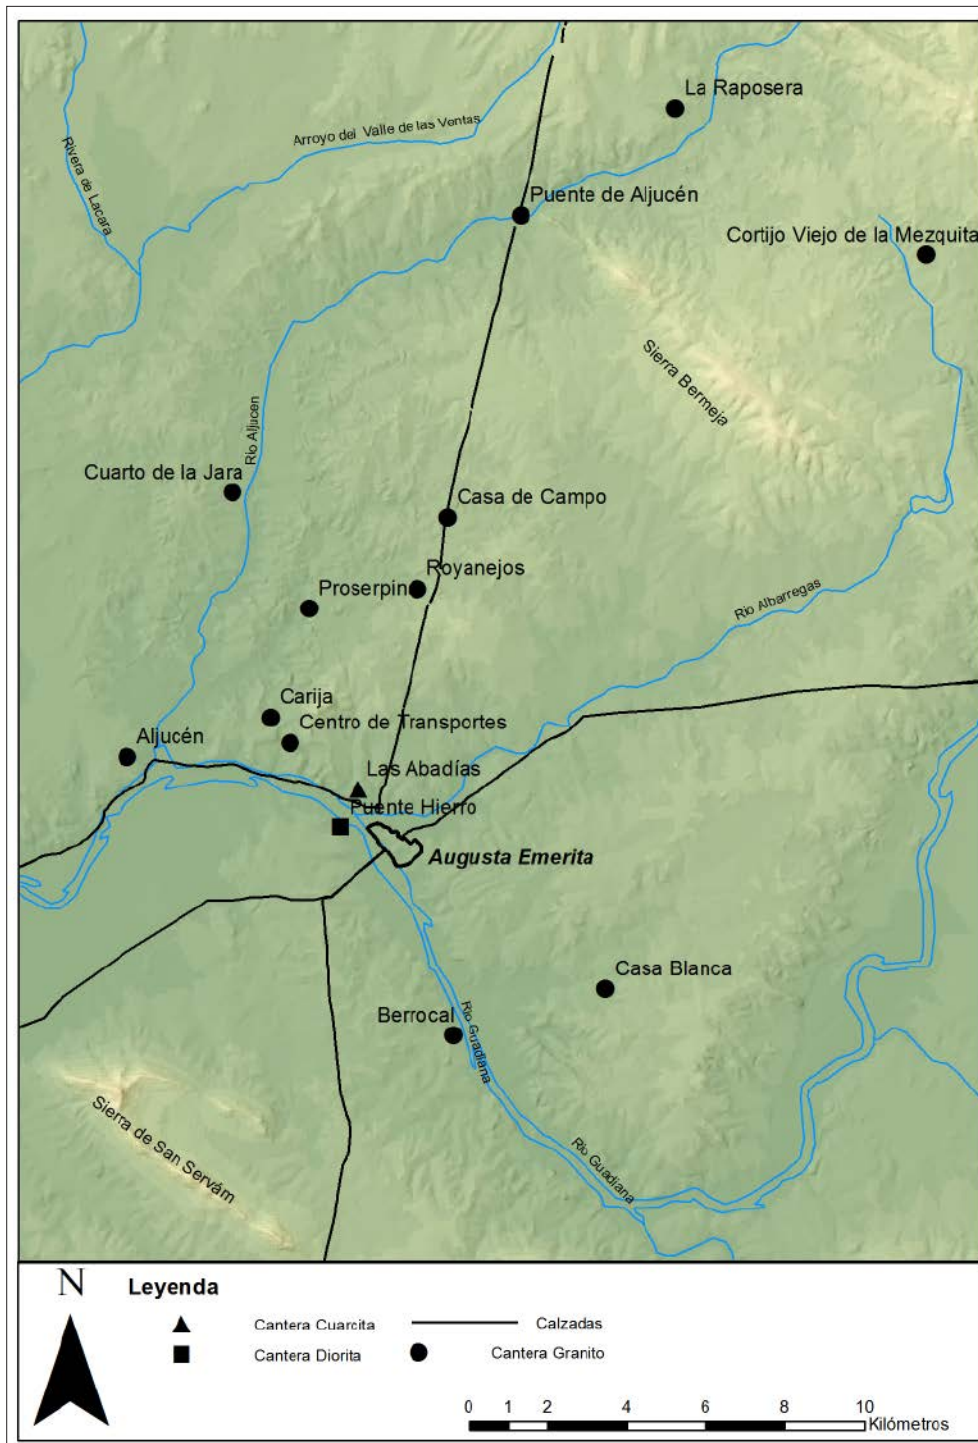 La Raposera
Arroyo del Valle de las Ventas
Rivera de Lacara
Puente de Aljucén
Cortijo Viejo de la Mezquita
Sierra Bermeja
Río Aljucen
Cuarto de la Jara
Casa de Campo
Royanejos
Proserpin
Río Albarregas
Carija
Centro de Transportes
Aljucén
Las Abadías
Puente Hierro
Augusta Emerita
Casa Blanca
Berrocal
Río Guadiana
Sierra de San Serván
Río Guadiana
N
Leyenda
Cantera Cuarcita
Calzadas
Cantera Diorita
Cantera Granito
0 1 2 4 6 8 10
Kilómetros